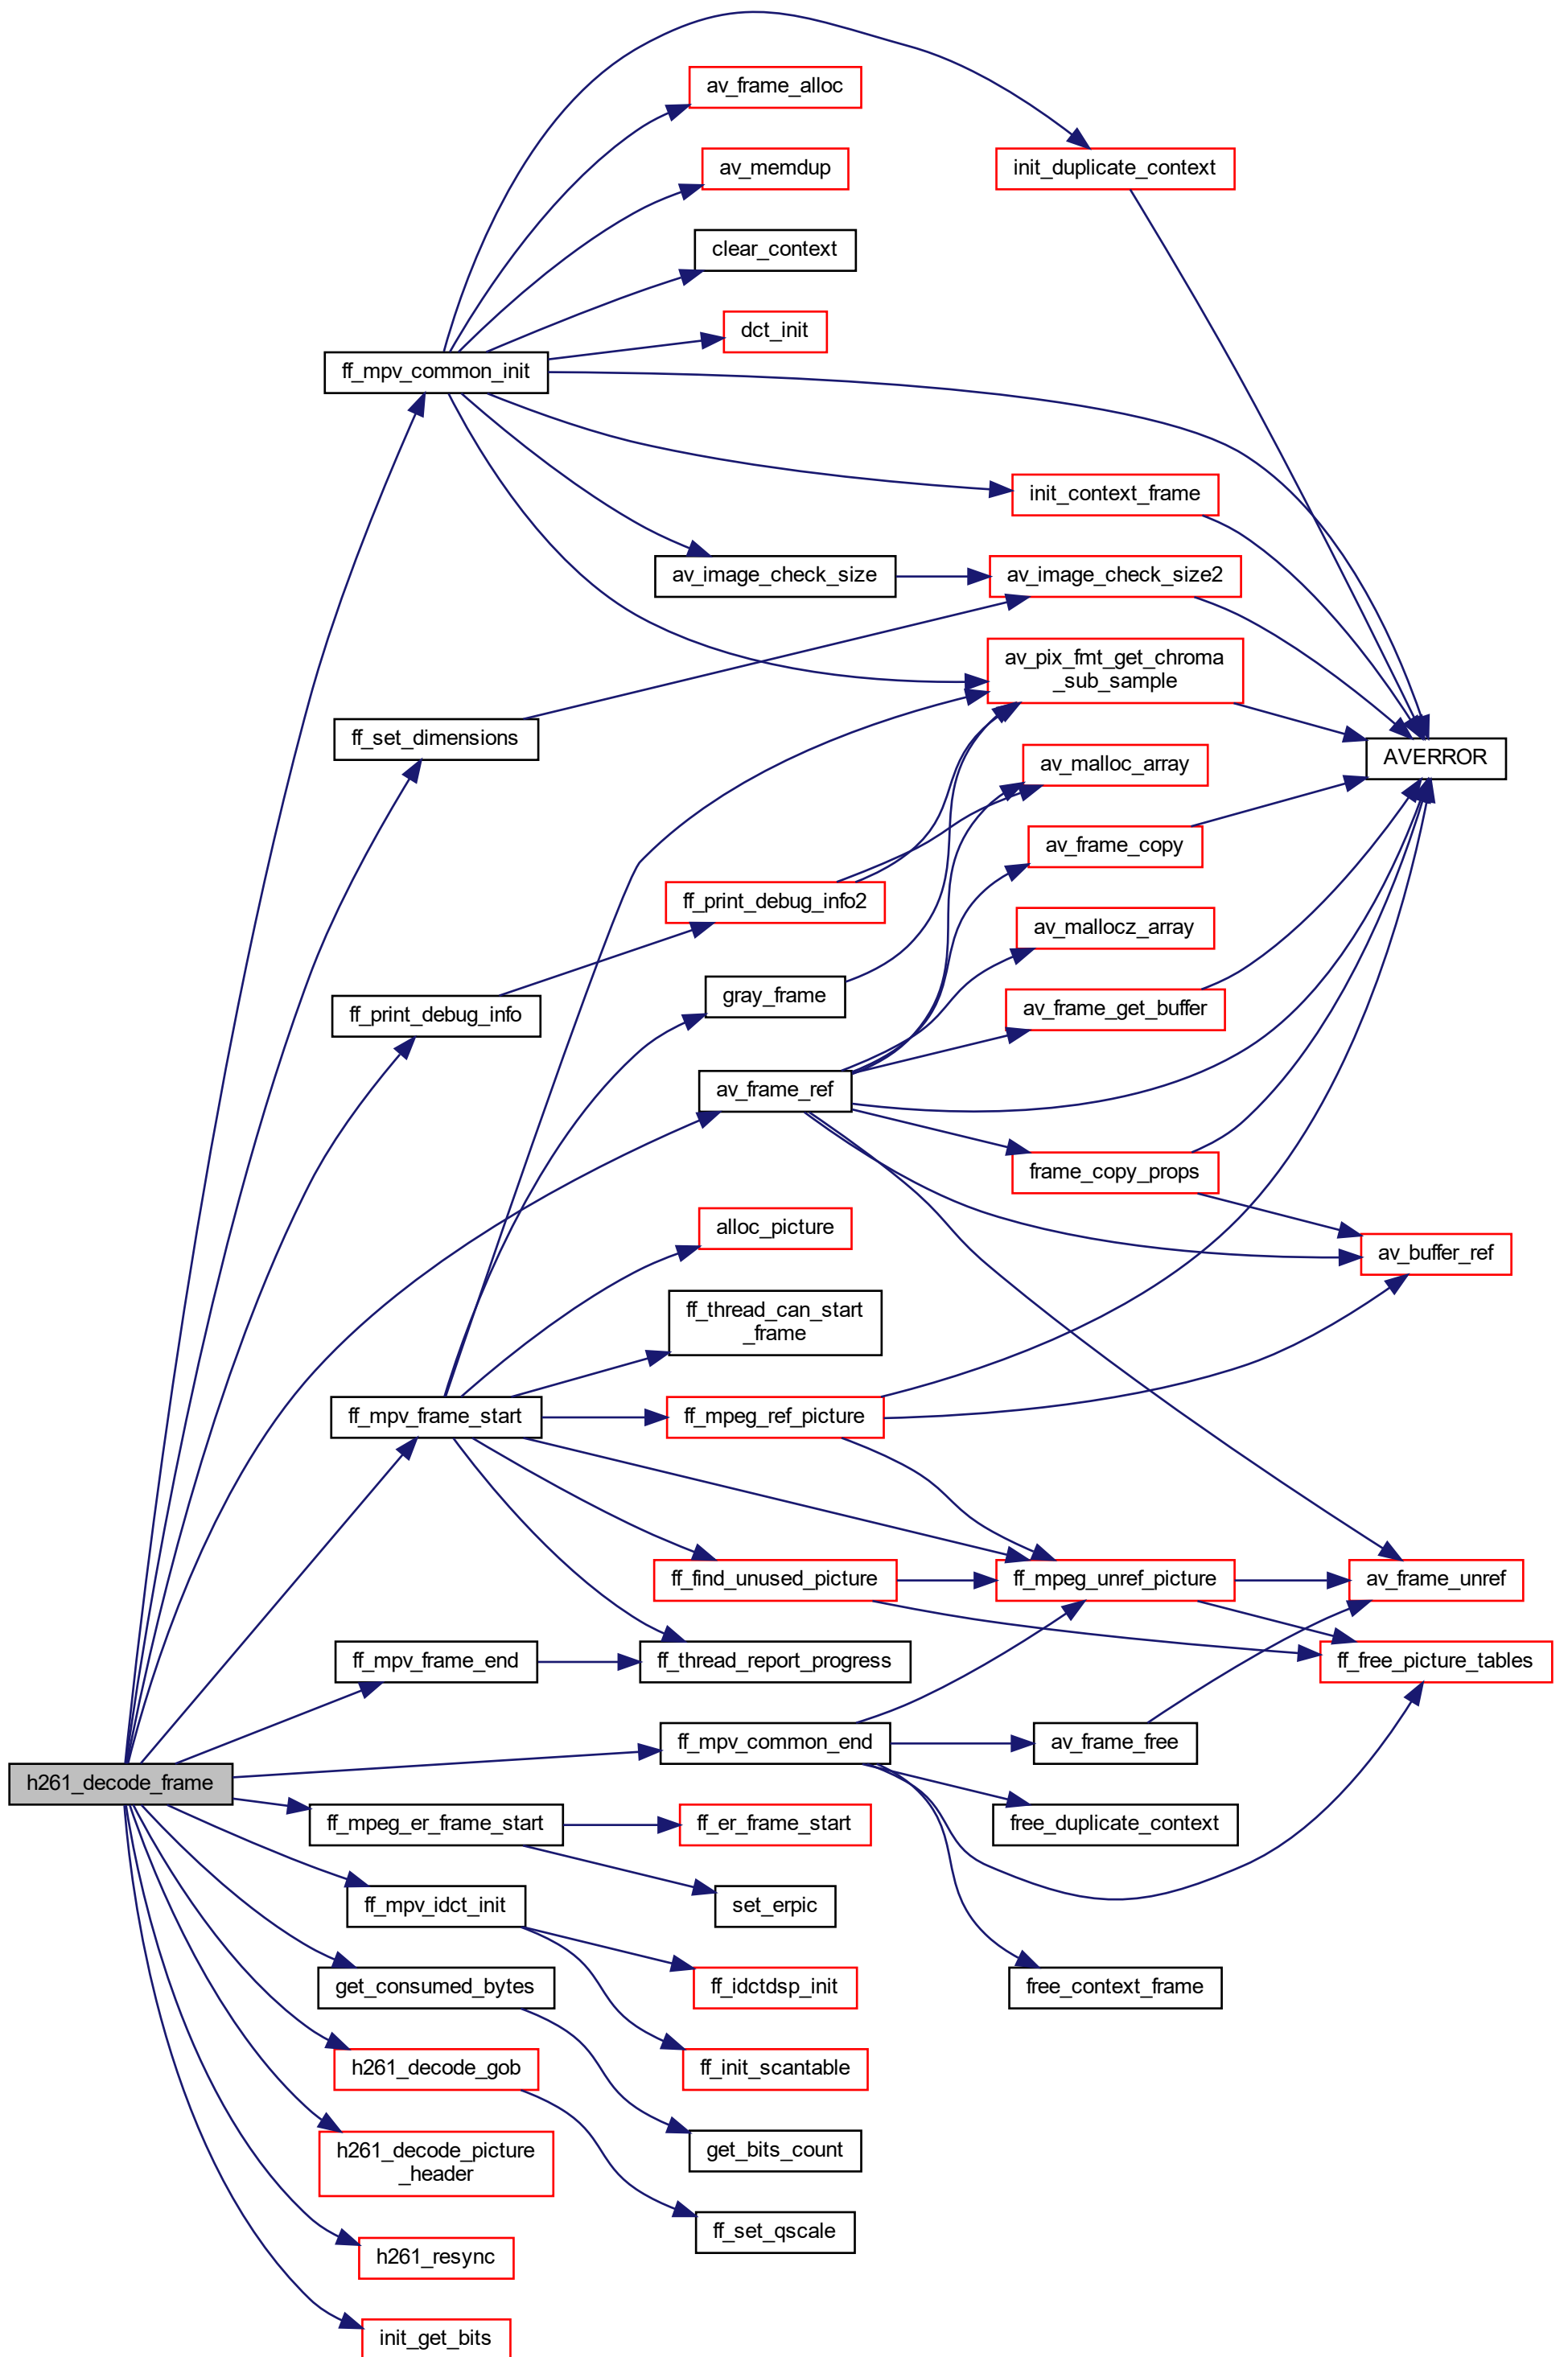 av_frame_alloc
av_memdup
init_duplicate_context
clear_context
dct_init
ff_mpv_common_init
init_context_frame
av_image_check_size
av_image_check_size2
av_pix_fmt_get_chroma
_sub_sample
ff_set_dimensions
AVERROR
av_malloc_array
av_frame_copy
ff_print_debug_info2
av_mallocz_array
gray_frame
av_frame_get_buffer
ff_print_debug_info
av_frame_ref
frame_copy_props
alloc_picture
av_buffer_ref
ff_thread_can_start
_frame
ff_mpv_frame_start
ff_mpeg_ref_picture
ff_find_unused_picture
ff_mpeg_unref_picture
av_frame_unref
ff_mpv_frame_end
ff_thread_report_progress
ff_free_picture_tables
ff_mpv_common_end
av_frame_free
h261_decode_frame
ff_mpeg_er_frame_start
ff_er_frame_start
free_duplicate_context
ff_mpv_idct_init
set_erpic
get_consumed_bytes
ff_idctdsp_init
free_context_frame
h261_decode_gob
ff_init_scantable
h261_decode_picture
_header
get_bits_count
ff_set_qscale
h261_resync
init_get_bits